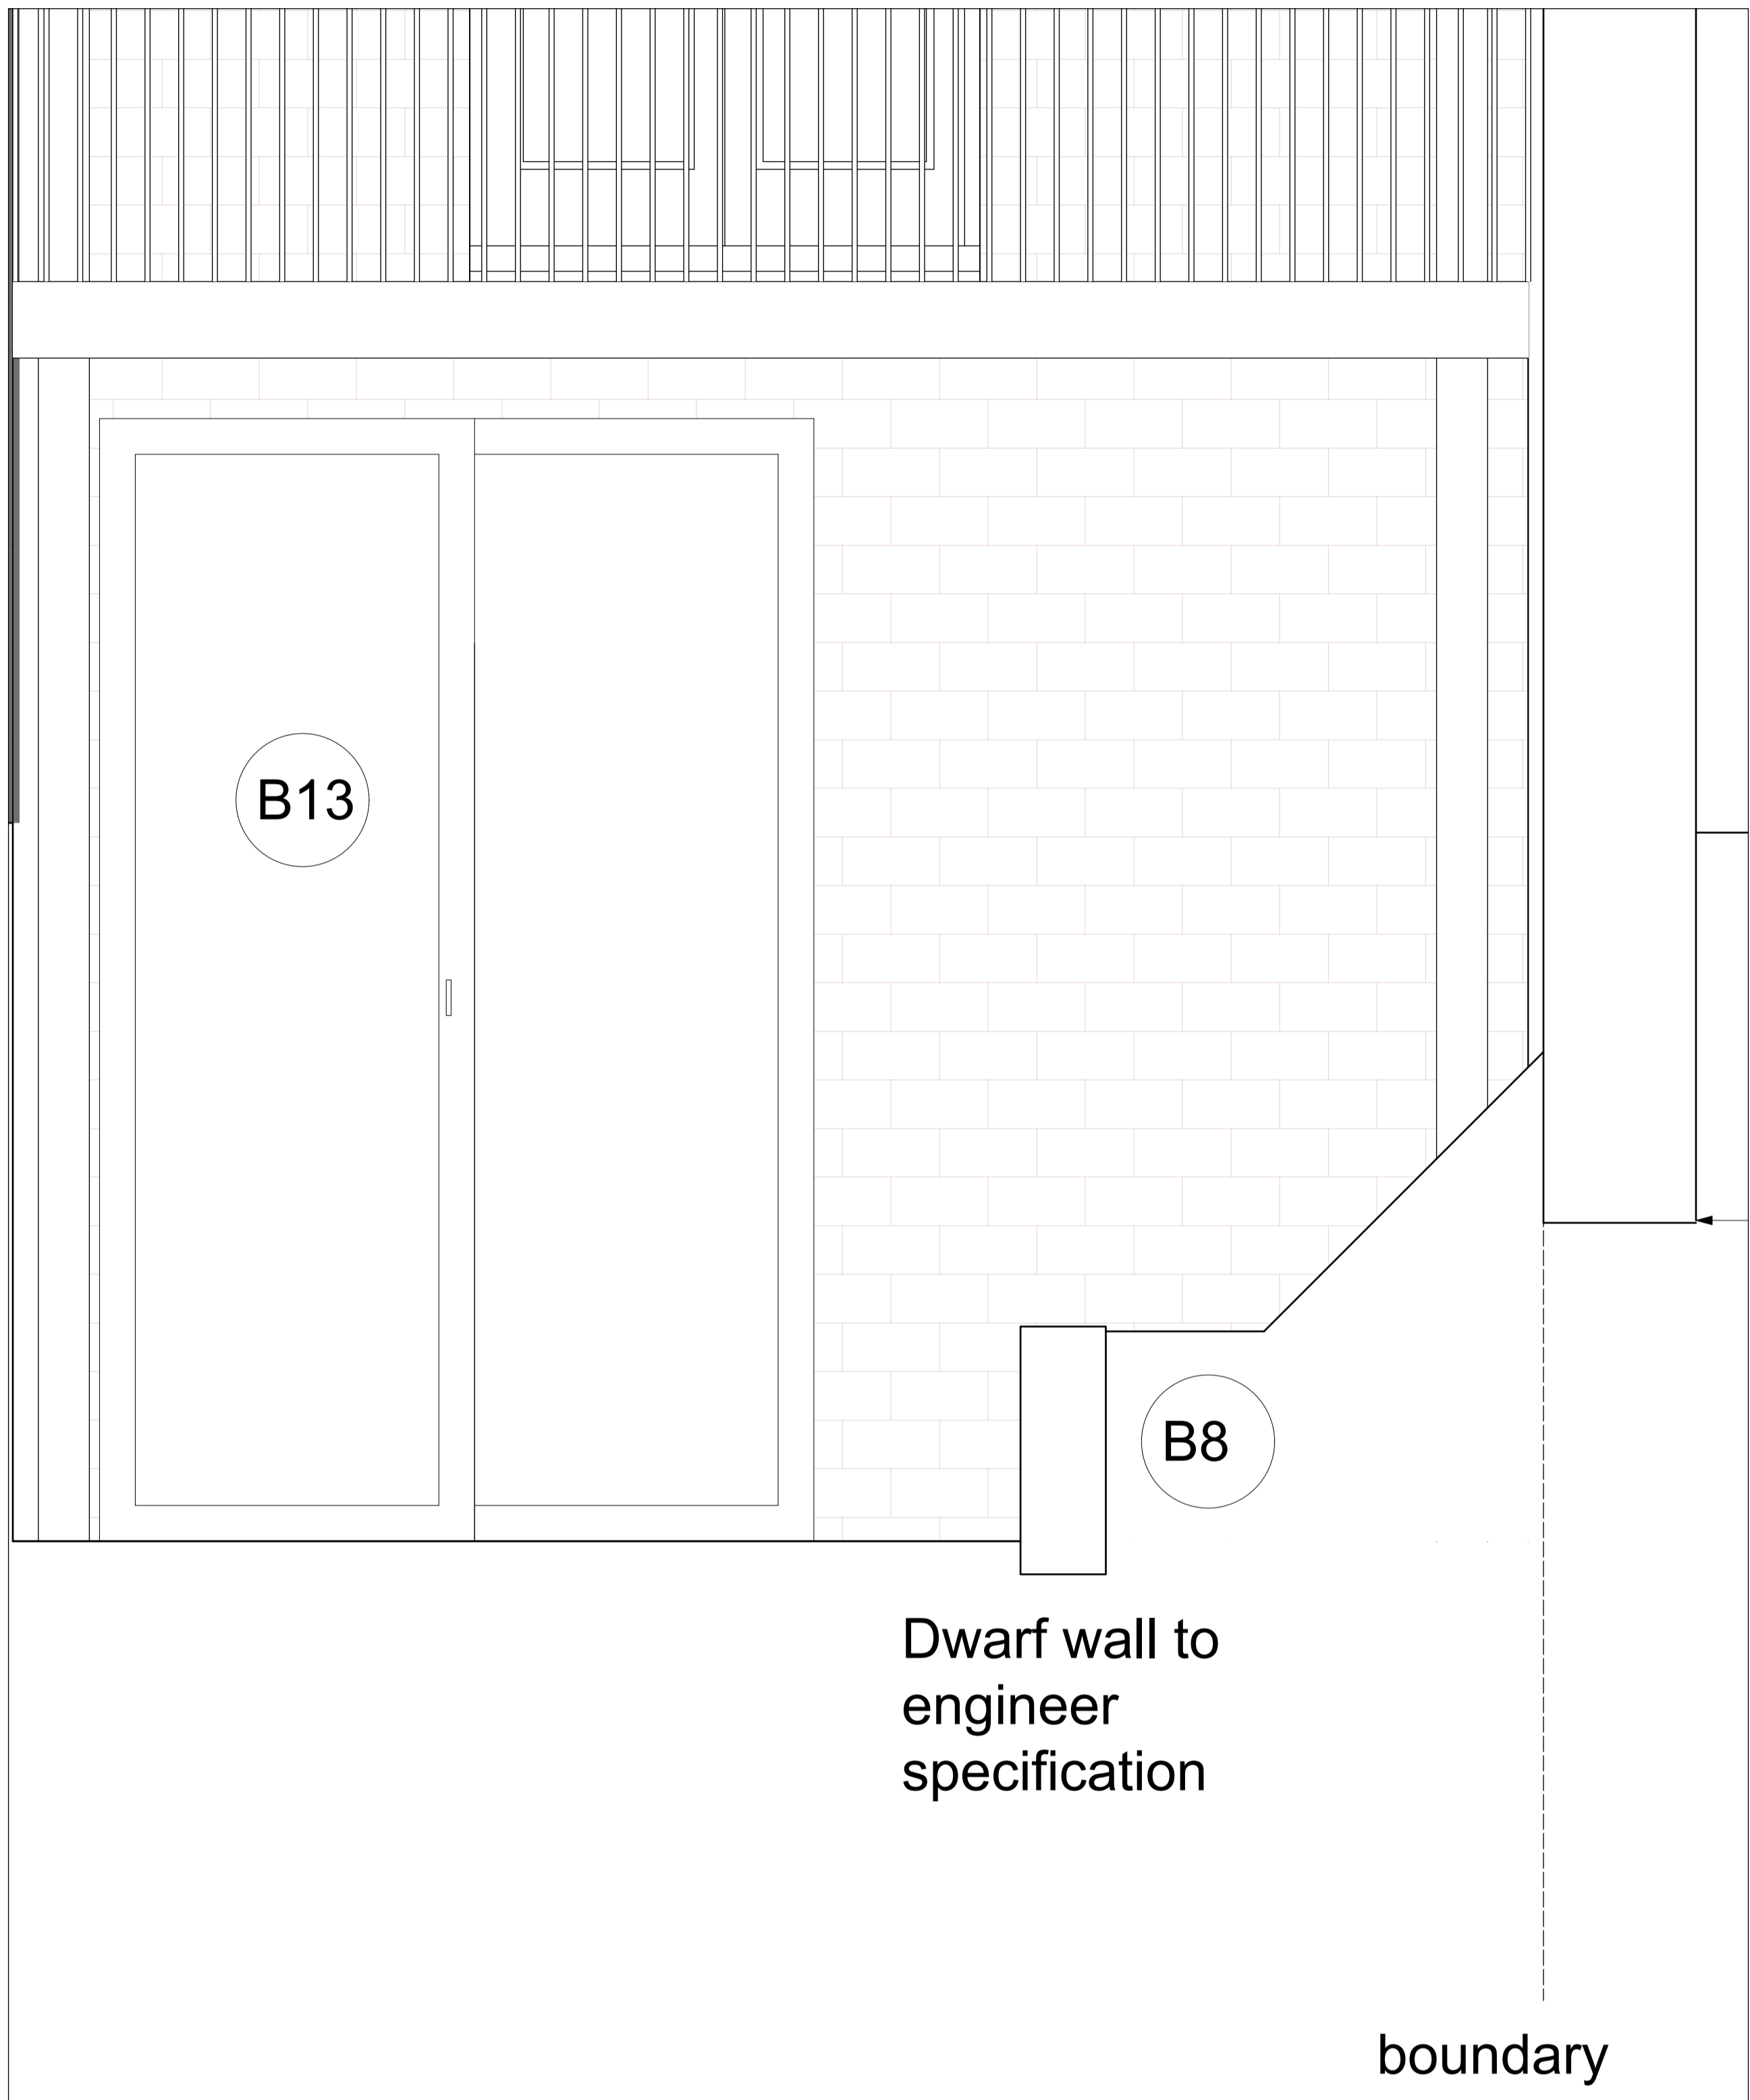 B13
B8
Dwarf wall to
engineer
specification
boundary